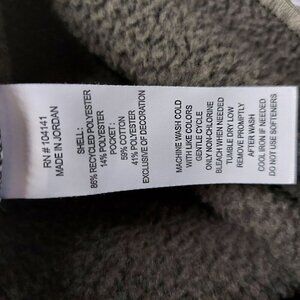 RN # 104141
MADE IN JORDAN
SHELL:
86% RECYCLED POLYESTER
14% POLYESTER
POCKET:
59% COTTON
41% POLYESTER
EXCLUSIVE OF DECORATION
MACHINE WASH COLD
WITH LIKE COLORS
GENTLE CYCLE
ONLY NON-CHLORINE
BLEACH WHEN NEEDED
TUMBLE DRY LOW
REMOVE PROMPTLY
AFTER WASH
COOL IRON IF NEEDED
DO NOT USE SOFTENERS